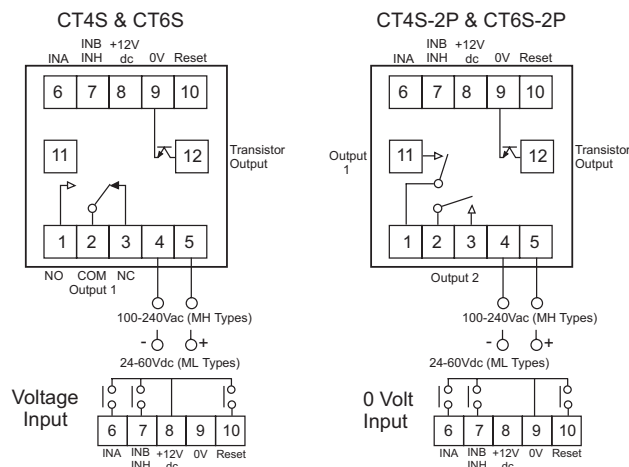 CT4S & CT6S
INA
INB
INH
+12V
dc
0V
Reset
6 7 8 9 10
11
12
Transistor
Output
1 2 3 4 5
NO COM NC
Output 1
100-240Vac (MH Types)
- +
24-60Vdc (ML Types)
Voltage
Input
6 7 8 9 10
INA
INB
INH
+12V
dc
0V
Reset
CT4S-2P & CT6S-2P
INA
INB
INH
+12V
dc
0V
Reset
6 7 8 9 10
Output
1
11
12
Transistor
Output
1 2 3 4 5
Output 2
100-240Vac (MH Types)
- +
24-60Vdc (ML Types)
0 Volt
Input
6 7 8 9 10
INA
INB
INH
+12V
dc
0V
Reset